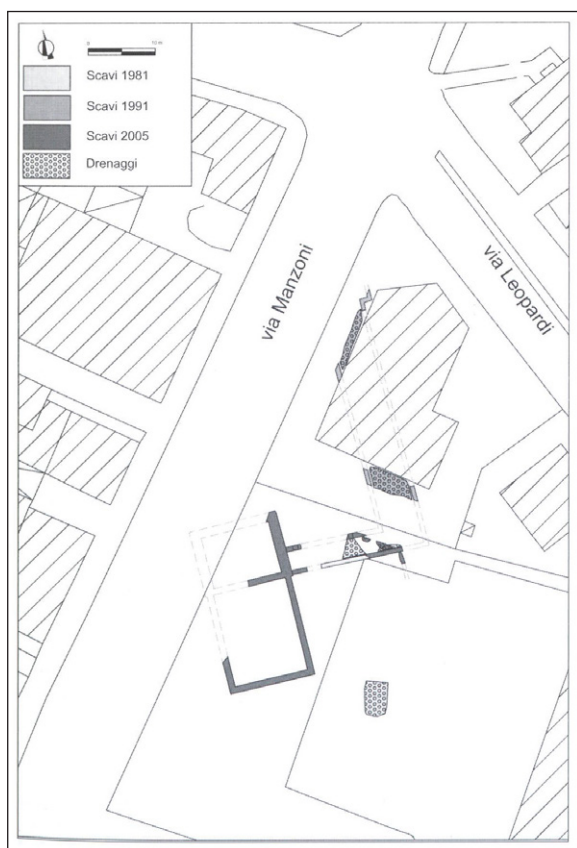 0 10 m
Scavi 1981
Scavi 1991
Scavi 2005
Drenaggi
via Manzoni
via Leopardi